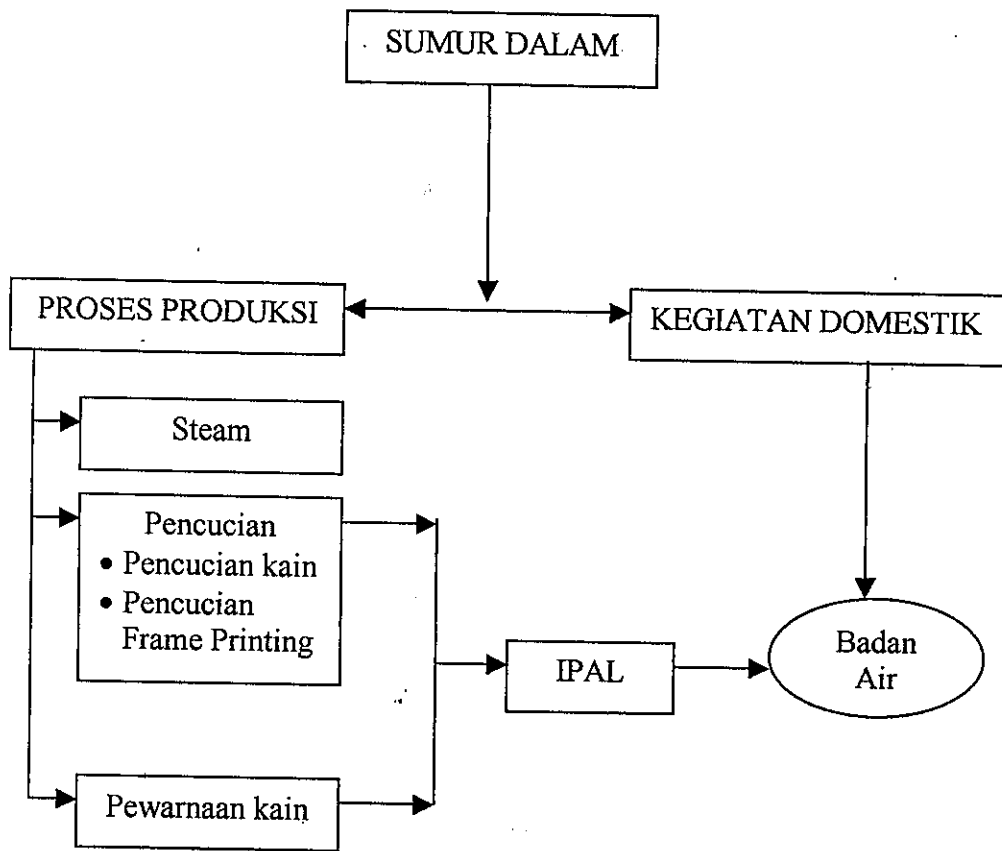 SUMUR DALAM
PROSES PRODUKSI
KEGIATAN DOMESTIK
Steam
Pencucian
• Pencucian kain
• Pencucian
Frame Printing
IPAL
Badan
Air
Pewarnaan kain